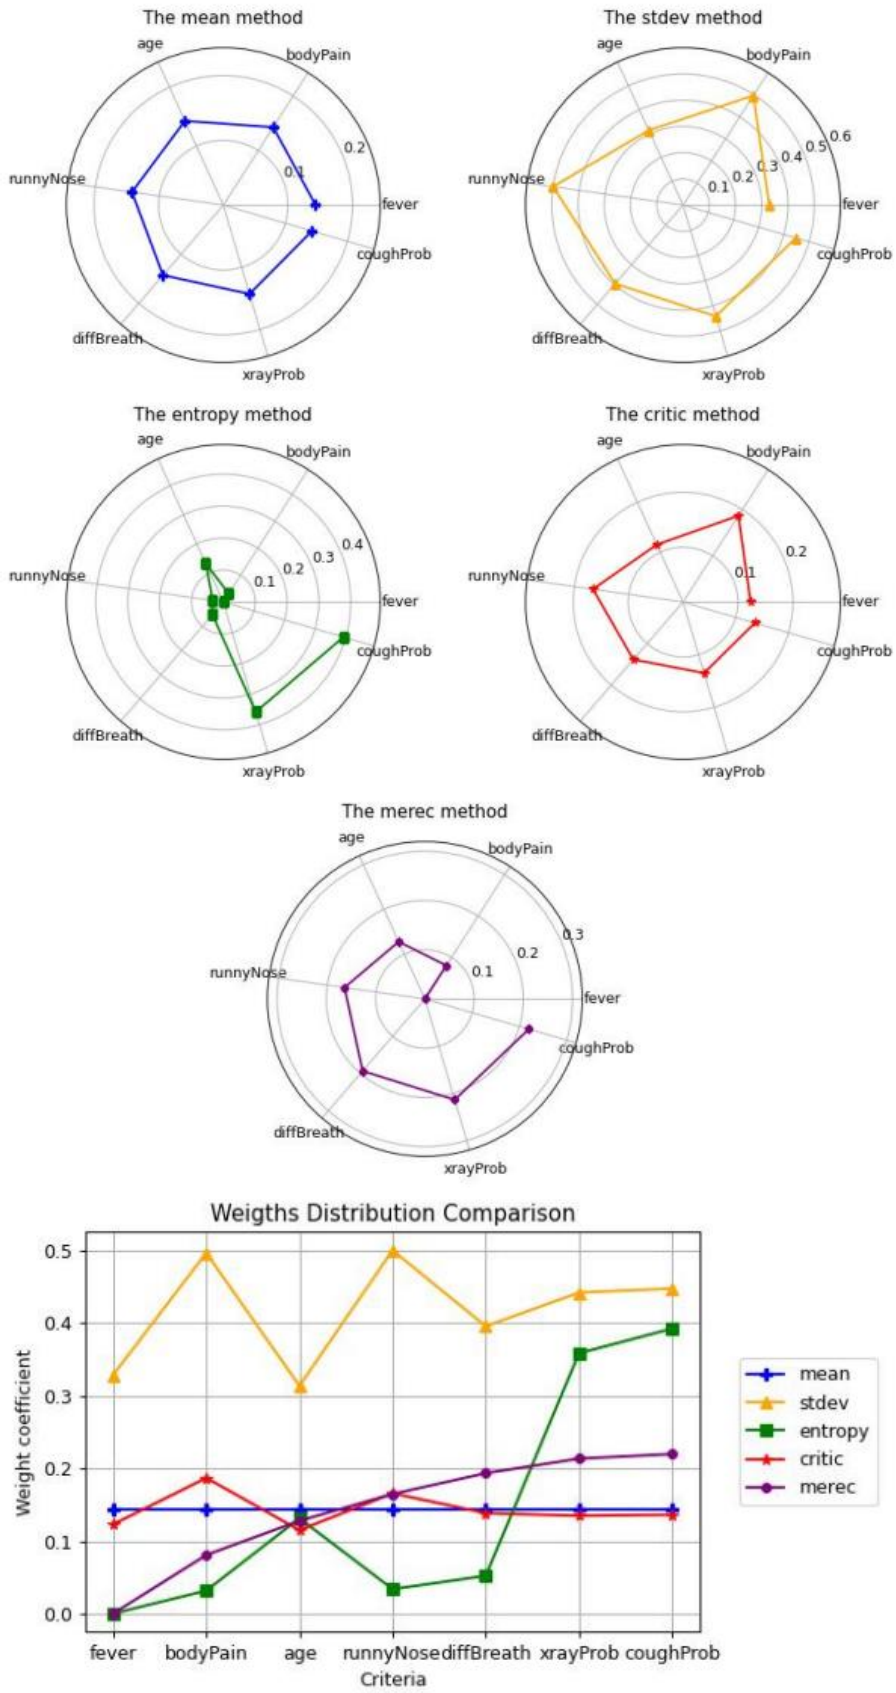 The mean method
age
bodyPain
0.2
0.1
runnyNose
fever
coughProb
diffBreath
xrayProb
The stdev method
age
bodyPain
0.6
0.5
0.4
0.3
0.2
0.1
runnyNose
fever
coughProb
diffBreath
xrayProb
The entropy method
age
bodyPain
0.4
0.3
0.2
0.1
runnyNose
fever
coughProb
diffBreath
xrayProb
The critic method
age
bodyPain
0.2
0.1
runnyNose
fever
coughProb
diffBreath
xrayProb
The merec method
age
bodyPain
0.3
0.2
0.1
runnyNose
fever
coughProb
diffBreath
xrayProb
Weigths Distribution Comparison
0.5
0.4
0.3
0.2
0.1
0.0
Weight coefficient
fever bodyPain age runnyNose diffBreath xrayProb coughProb
Criteria
mean
stdev
entropy
critic
merec